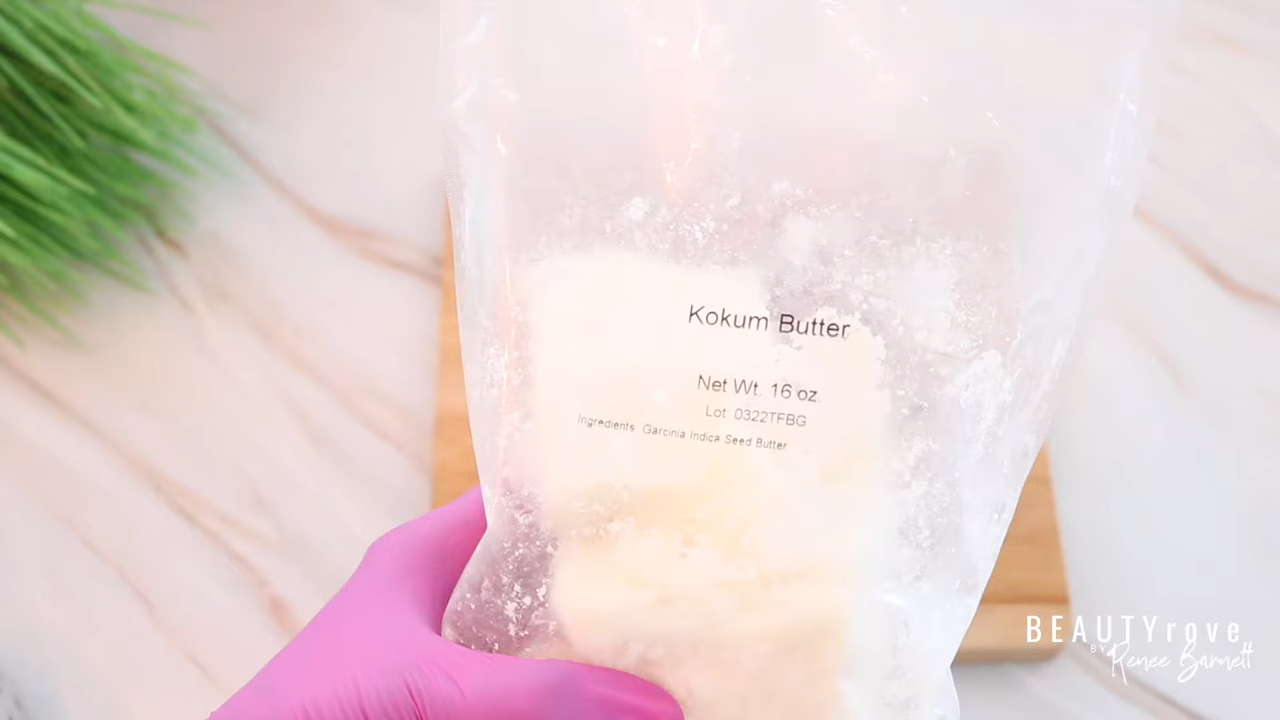 Kokum Butter
Net Wt. 16 oz.
Lot 0322TFBG
Ingredients Garcinia Indica Seed Butter
BEAUTYrove
BY Renee Barnett